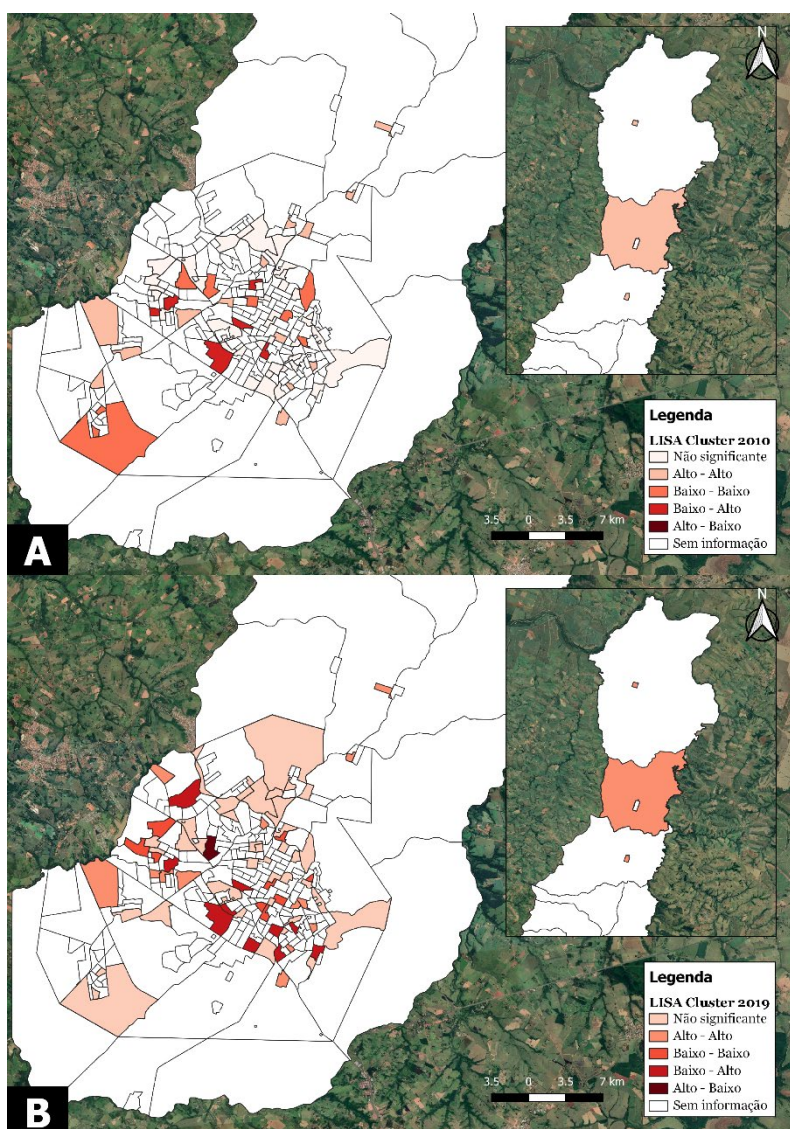 N
Legenda
LISA Cluster 2010
Não significante
Alto - Alto
Baixo - Baixo
Baixo - Alto
Alto - Baixo
Sem informação
3.5 0 3.5 7 km
A
N
Legenda
LISA Cluster 2019
Não significante
Alto - Alto
Baixo - Baixo
Baixo - Alto
Alto - Baixo
Sem informação
3.5 0 3.5 7 km
B